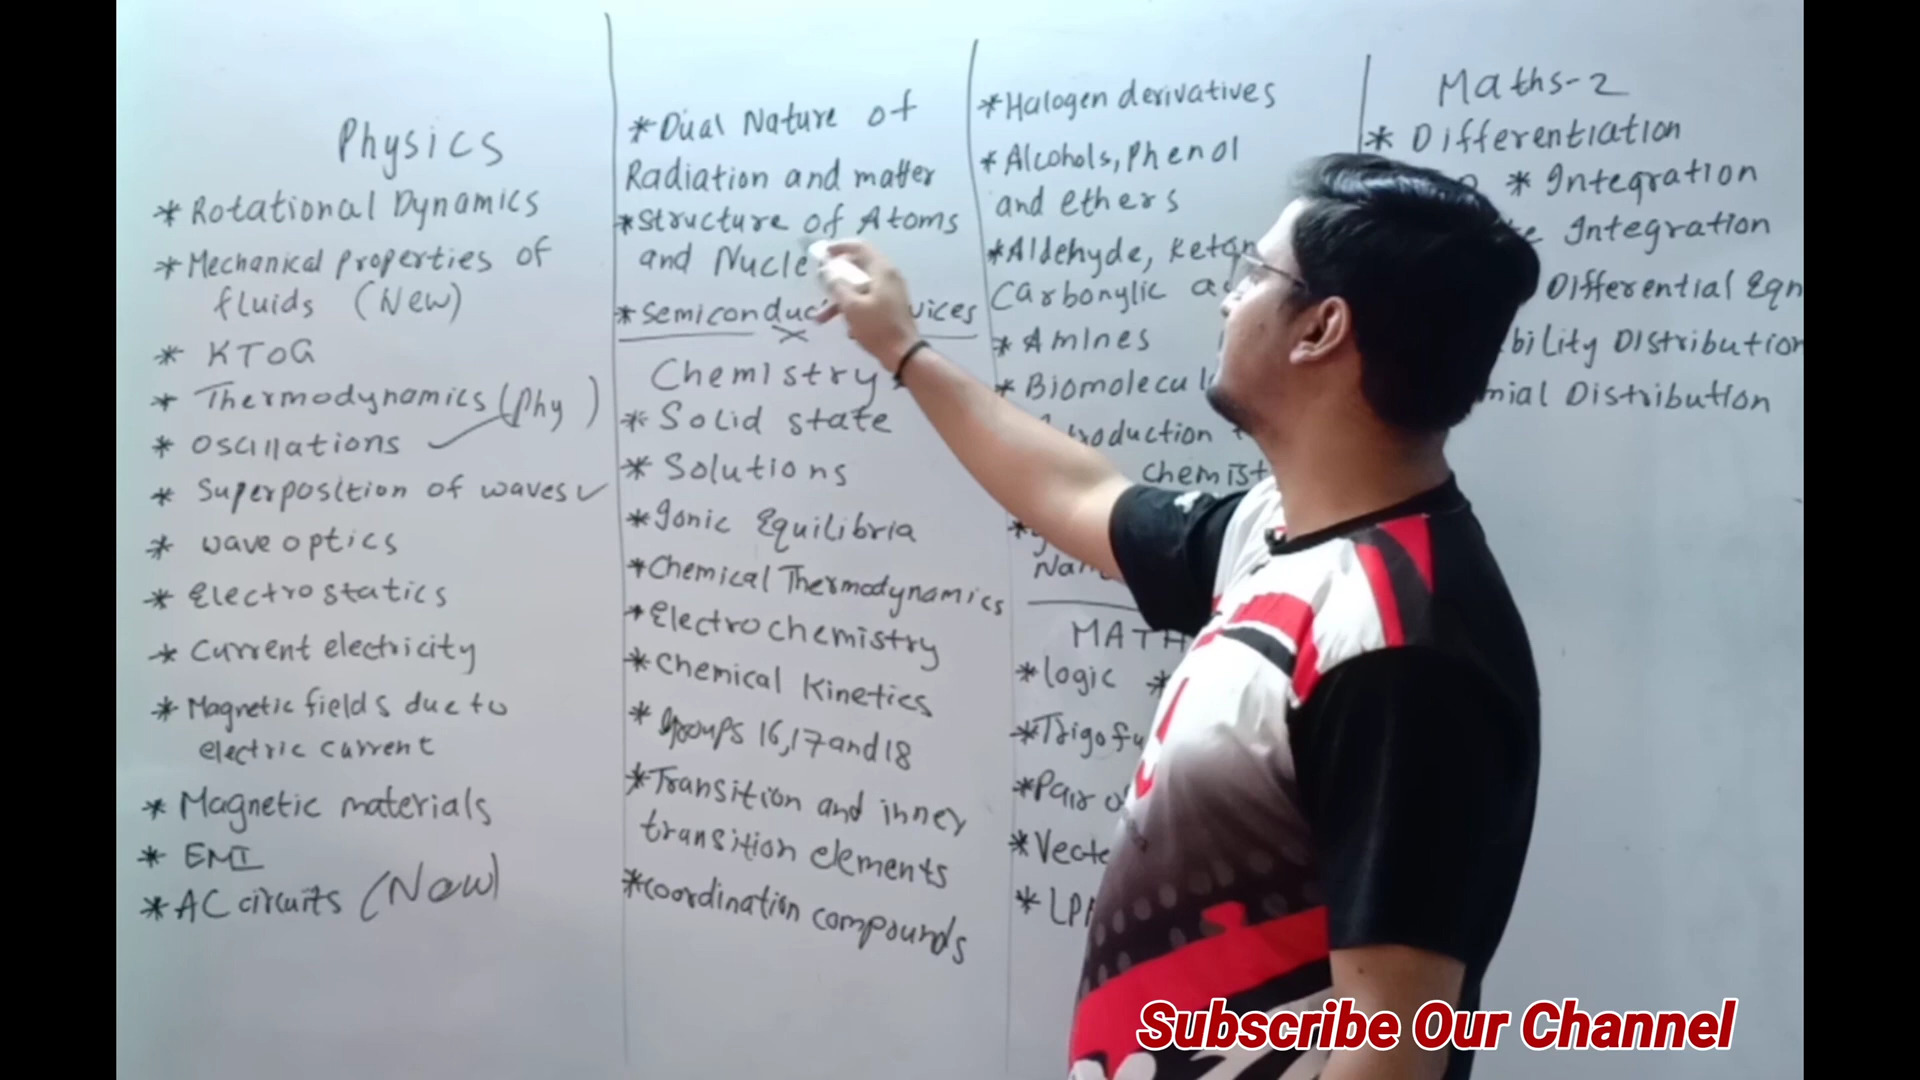 Physics
* Rotational Dynamics
* Mechanical properties of
fluids (New)
* KTOG
* Thermodynamics (Phy)
* Oscillations
* Superposition of waves
* wave optics
* Electrostatics
* Current electricity
* Magnetic fields due to
electric current
* Magnetic materials
* EMI
* AC circuits (New)
* Dual Nature of
Radiation and matter
* Structure of Atoms
and
* Semiconduc
Chemistry
* Solid state
* Solutions
* Ionic Equilibria
* Chemical Thermodynamics
* Electrochemistry
* Chemical Kinetics
* Groups 16, 17 and 18
* Transition and inner
transition elements
* coordination compounds
* Halogen derivatives
* Alcohols, Phenol
and ethers
* Aldehyde,
Carbonylic
* Amines
*
MATH
* logic *
*
* Pair
*
*
Maths-2
* Differentiation
* Integration
Integration
Differential Eqn
Distribution
Distribution
Subscribe Our Channel